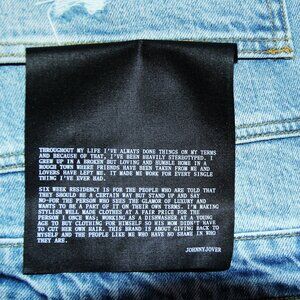 THROUGHOUT MY LIFE I'VE ALWAYS DONE THINGS ON MY TERMS
AND BECAUSE OF THAT, I'VE BEEN HEAVILY STEREOTYPED. I
GREW UP IN A BROKEN BUT LOVING AND HUMBLE HOME IN A
ROUGH TOWN WHERE FRIENDS HAVE BEEN TAKEN FROM ME AND
LOVERS HAVE LEFT ME. IT MADE ME WORK FOR EVERY SINGLE
THING I'VE EVER HAD.
SIX WEEK RESIDENCY IS FOR THE PEOPLE WHO ARE TOLD THAT
THEY SHOULD BE A CERTAIN WAY BUT STAND UP AND SAY
NO-FOR THE PERSON WHO SEES THE GLAMOR OF LUXURY AND
WANTS TO BE A PART OF IT ON THEIR OWN TERMS. I'M MAKING
STYLISH WELL MADE CLOTHES AT A FAIR PRICE FOR THE
PERSON I ONCE WAS; WORKING AS A DISHWASHER AT A YOUNG
AGE TO BUY CLOTHING FOR HIMSELF SO HIS MOM DIDN'T HAVE
TO CUT HER OWN HAIR. THIS BRAND IS ABOUT GIVING BACK TO
MYSELF AND THE PEOPLE LIKE ME WHO HAVE NO SHAME IN WHO
THEY ARE.
JOHNNYJOVER